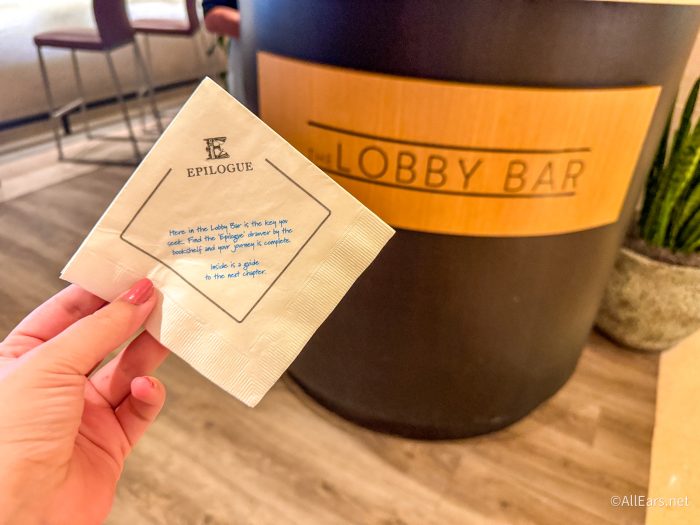 E
EPILOGUE
Here in the Lobby Bar is the key you
seek. Find the 'Epilogue' drawer by the
bookshelf and your journey is complete.
Inside is a guide
to the next chapter.
THE LOBBY BAR
©AllEars.net